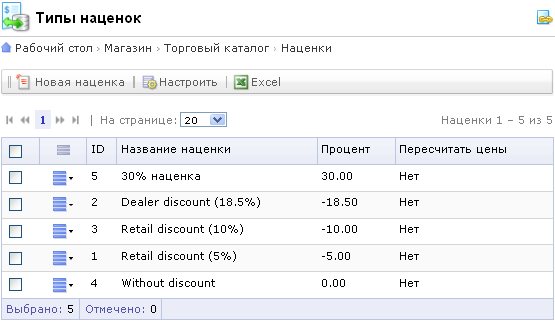 Типы наценок
Рабочий стол › Магазин › Торговый каталог › Наценки
Новая наценка | Настроить | Excel
1 | На странице: 20 Наценки 1 – 5 из 5
ID Название наценки Процент Пересчитать цены
5 30% наценка 30.00 Нет
2 Dealer discount (18.5%) -18.50 Нет
3 Retail discount (10%) -10.00 Нет
1 Retail discount (5%) -5.00 Нет
4 Without discount 0.00 Нет
Выбрано: 5 Отмечено: 0